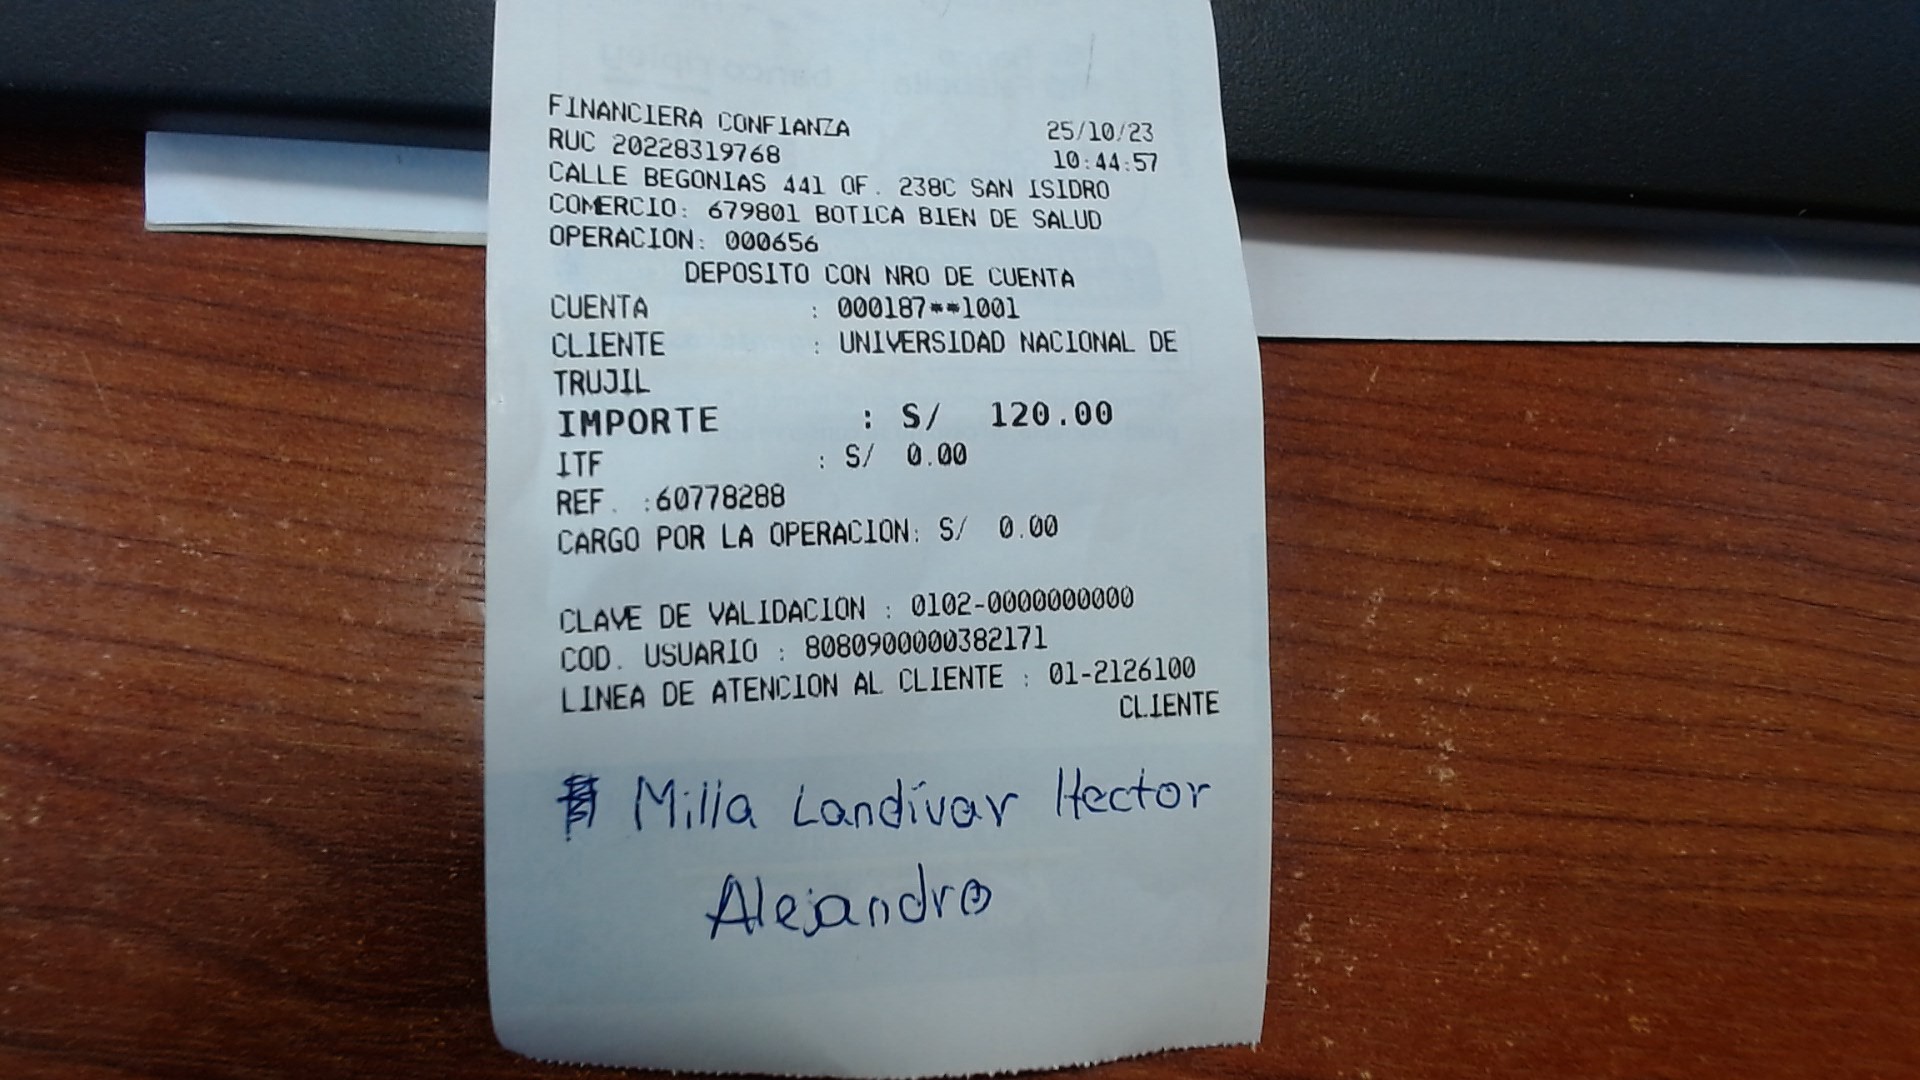 FINANCIERA CONFIANZA 25/10/23
RUC 20228319768 10:44:57
CALLE BEGONIAS 441 OF. 238C SAN ISIDRO
COMERCIO: 679801 BOTICA BIEN DE SALUD
OPERACION: 000656
DEPOSITO CON NRO DE CUENTA
CUENTA : 000187**1001
CLIENTE : UNIVERSIDAD NACIONAL DE
TRUJIL
IMPORTE : S/ 120.00
ITF : S/ 0.00
REF. :60778288
CARGO POR LA OPERACION: S/ 0.00
CLAVE DE VALIDACION : 0102-0000000000
COD. USUARIO : 8080900000382171
LINEA DE ATENCION AL CLIENTE : 01-2126100
CLIENTE
Milla Landívar Hector
Alejandro